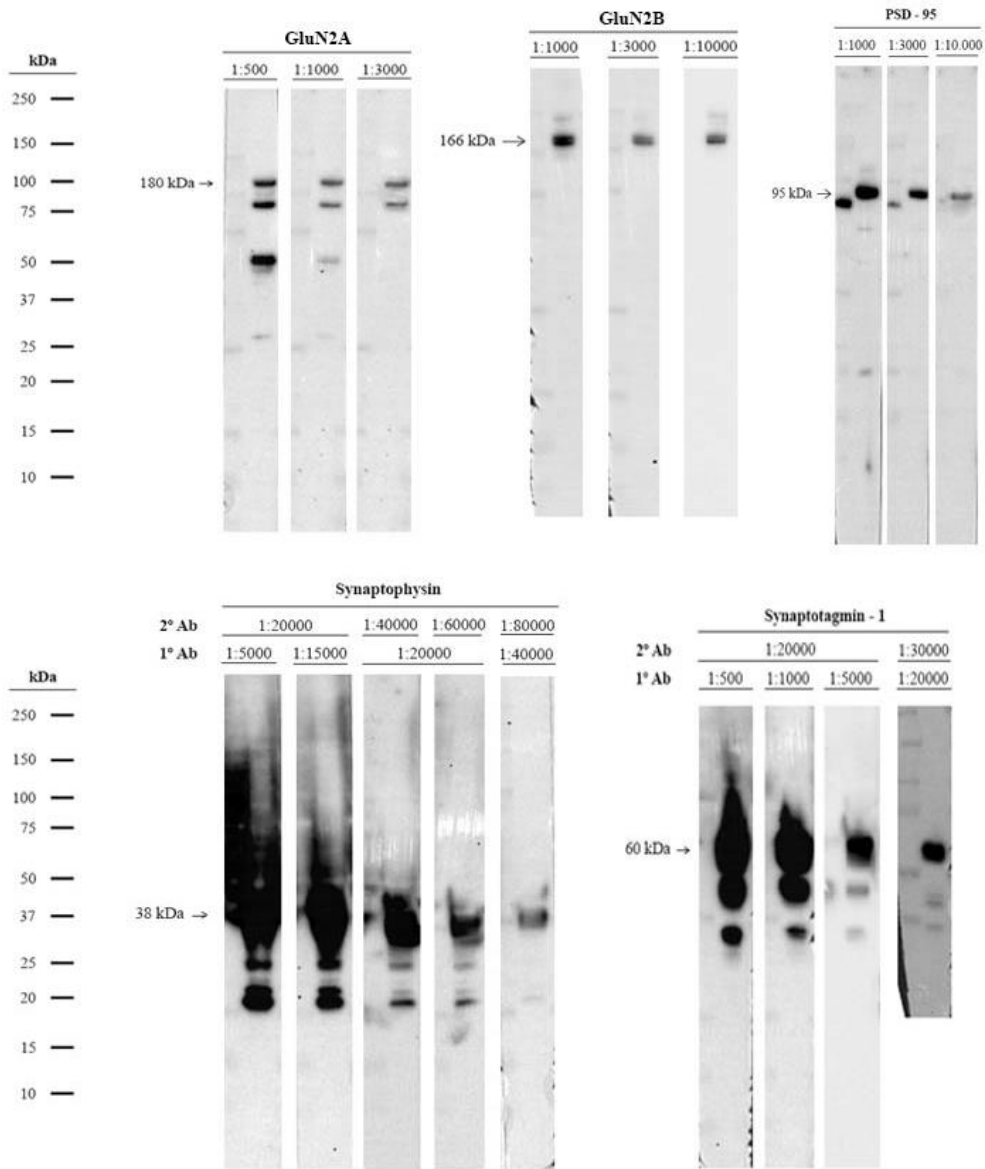 GluN2A
1:500 1:1000 1:3000
GluN2B
1:1000 1:3000 1:10000
PSD - 95
1:1000 1:3000 1:10.000
kDa
250
150
100
75
50
37
25
20
15
10
180 kDa →
166 kDa →
95 kDa →
Synaptophysin
2º Ab 1:20000 1:40000 1:60000 1:80000
1º Ab 1:5000 1:15000 1:20000 1:40000
Synaptotagmin - 1
2º Ab 1:20000 1:30000
1º Ab 1:500 1:1000 1:5000 1:20000
kDa
250
150
100
75
50
37
25
20
15
10
38 kDa →
60 kDa →